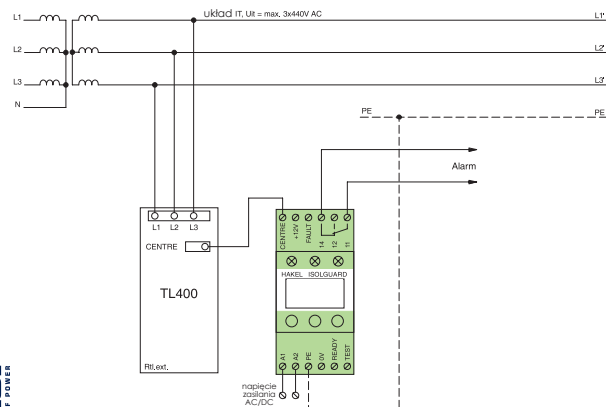 układ IT, Uit = max. 3x440V AC
L1
L1'
L2
L2'
L3
L3'
N
PE
PE
Alarm
L1 L2 L3
CENTRE
TL400
Rtl.ext.
CENTRE
+12V
FAULT
14
12
11
HAKEL ISOLGUARD
A1
A2
PE
0V
READY
TEST
napięcie
zasilania
AC/DC
F POWER